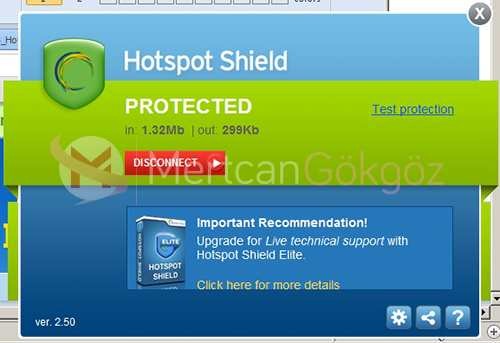 Hotspot Shield
PROTECTED
in: 1.32Mb | out: 299Kb
Test protection
DISCONNECT
MertcanGökgöz
Important Recommendation!
Upgrade for Live technical support with
Hotspot Shield Elite.
Click here for more details
ELITE
HOTSPOT
SHIELD
ver. 2.50